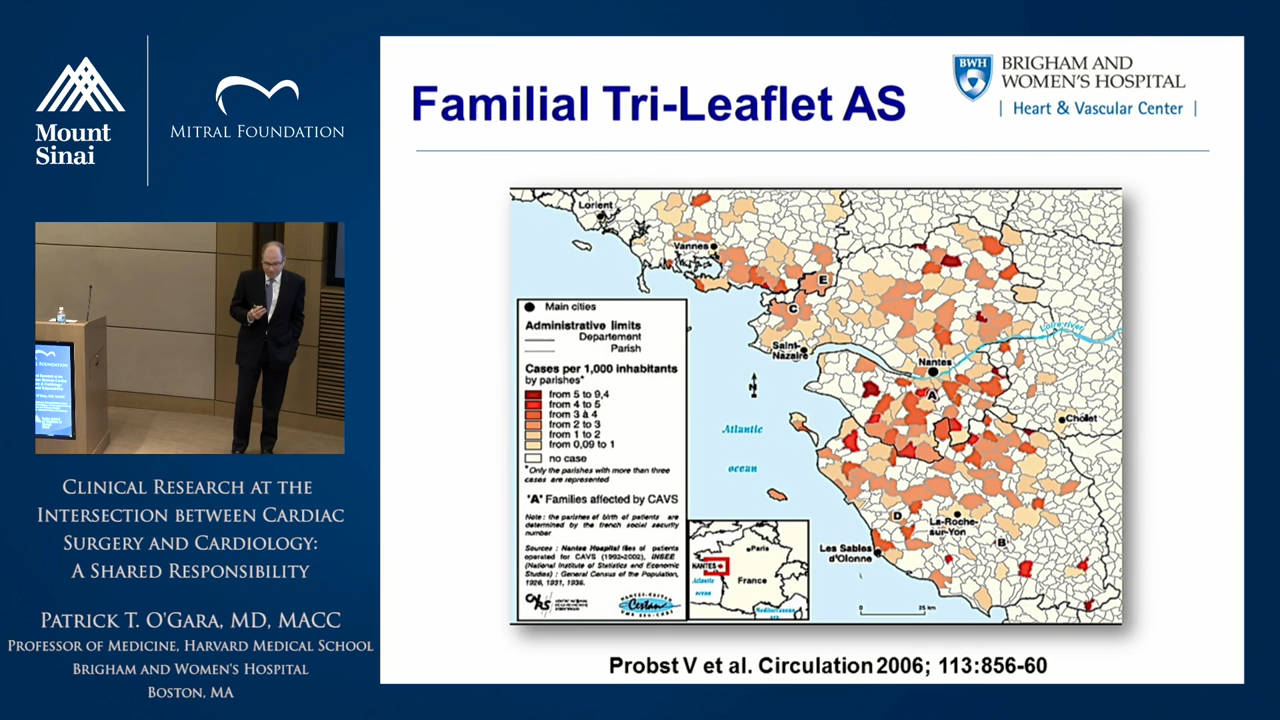 Mount
Sinai
MITRAL FOUNDATION
CLINICAL RESEARCH AT THE
INTERSECTION BETWEEN CARDIAC
SURGERY AND CARDIOLOGY:
A SHARED RESPONSIBILITY
PATRICK T. O'GARA, MD, MACC
PROFESSOR OF MEDICINE, HARVARD MEDICAL SCHOOL
BRIGHAM AND WOMEN'S HOSPITAL
BOSTON, MA
Familial Tri-Leaflet AS
BWH
BRIGHAM AND
WOMEN'S HOSPITAL
| Heart & Vascular Center |
Lorient
Vannes
E
C
Saint-
Nazaire
Loire river
Nantes
A
Cholet
Atlantic
ocean
D
La-Roche-
sur-Yon
B
Les Sables
d'Olonne
0
25 km
Main cities
Administrative limits
Departement
Parish
Cases per 1,000 inhabitants
by parishes*
from 5 to 9,4
from 4 to 5
from 3 à 4
from 2 to 3
from 1 to 2
from 0,09 to 1
no case
*Only the parishes with more than three
cases are represented
'A' Families affected by CAVS
Note : the parishes of birth of patients are
determined by the french social security
number
Sources : Nantes Hospital files of patients
operated for CAVS (1992-2002), INSEE
(National Institute of Statistics and Economic
Studies) : General Census of the Population,
1926, 1931, 1936.
Paris
NANTES
France
Atlantic
ocean
Probst V et al. Circulation 2006; 113:856-60